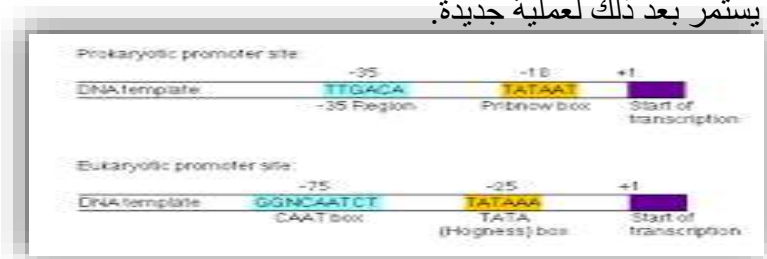 يستمر بعد ذلك لعملية جديدة.
Prokaryotic promoter site:
-35 -10 +1
DNA template TTGACA TATAAT
-35 Region Pribnow box Start of
transcription
Eukaryotic promoter site:
-75 -25 +1
DNA template GGNCAATCT TATAAA
CAAT box TATA Start of
(Hogness) box transcription